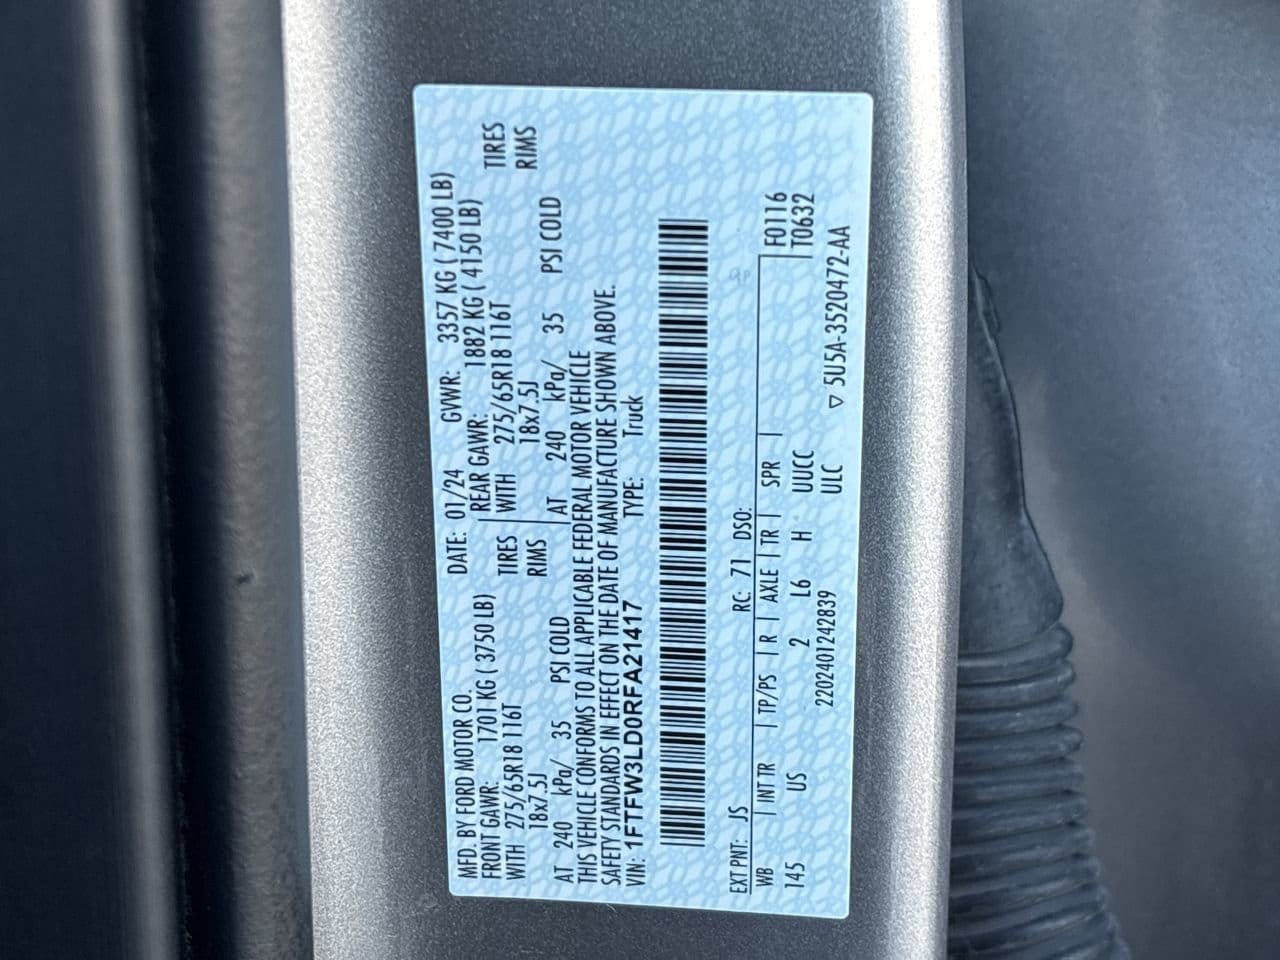 MFD. BY FORD MOTOR CO. DATE: 01/24 GVWR: 3357 KG ( 7400 LB)
FRONT GAWR: 1701 KG ( 3750 LB) REAR GAWR: 1882 KG ( 4150 LB)
WITH 275/65R18 116T TIRES WITH 275/65R18 116T TIRES
18x7.5J RIMS 18x7.5J RIMS
AT 240 kPa/ 35 PSI COLD AT 240 kPa/ 35 PSI COLD
THIS VEHICLE CONFORMS TO ALL APPLICABLE FEDERAL MOTOR VEHICLE
SAFETY STANDARDS IN EFFECT ON THE DATE OF MANUFACTURE SHOWN ABOVE.
VIN: 1FTFW3LD0RFA21417 TYPE: Truck
EXT PNT: JS RC: 71 DSO:
WB | INT TR | TP/PS | R | AXLE | TR | SPR | F0116
145 US 2 L6 H UUCC T0632
2202401242839 ULC ▽ 5U5A-3520472-AA